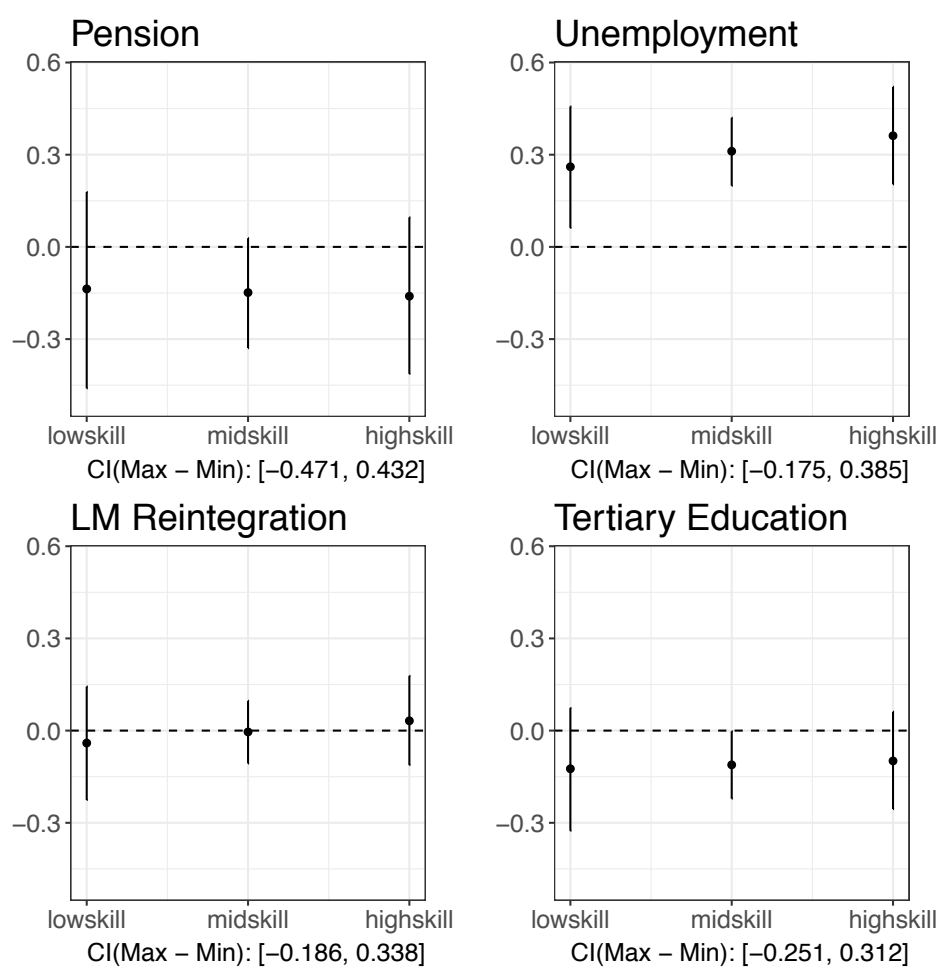 Pension
0.6
0.3
0.0
−0.3
lowskill midskill highskill
CI(Max − Min): [−0.471, 0.432]
Unemployment
0.6
0.3
0.0
−0.3
lowskill midskill highskill
CI(Max − Min): [−0.175, 0.385]
LM Reintegration
0.6
0.3
0.0
−0.3
lowskill midskill highskill
CI(Max − Min): [−0.186, 0.338]
Tertiary Education
0.6
0.3
0.0
−0.3
lowskill midskill highskill
CI(Max − Min): [−0.251, 0.312]